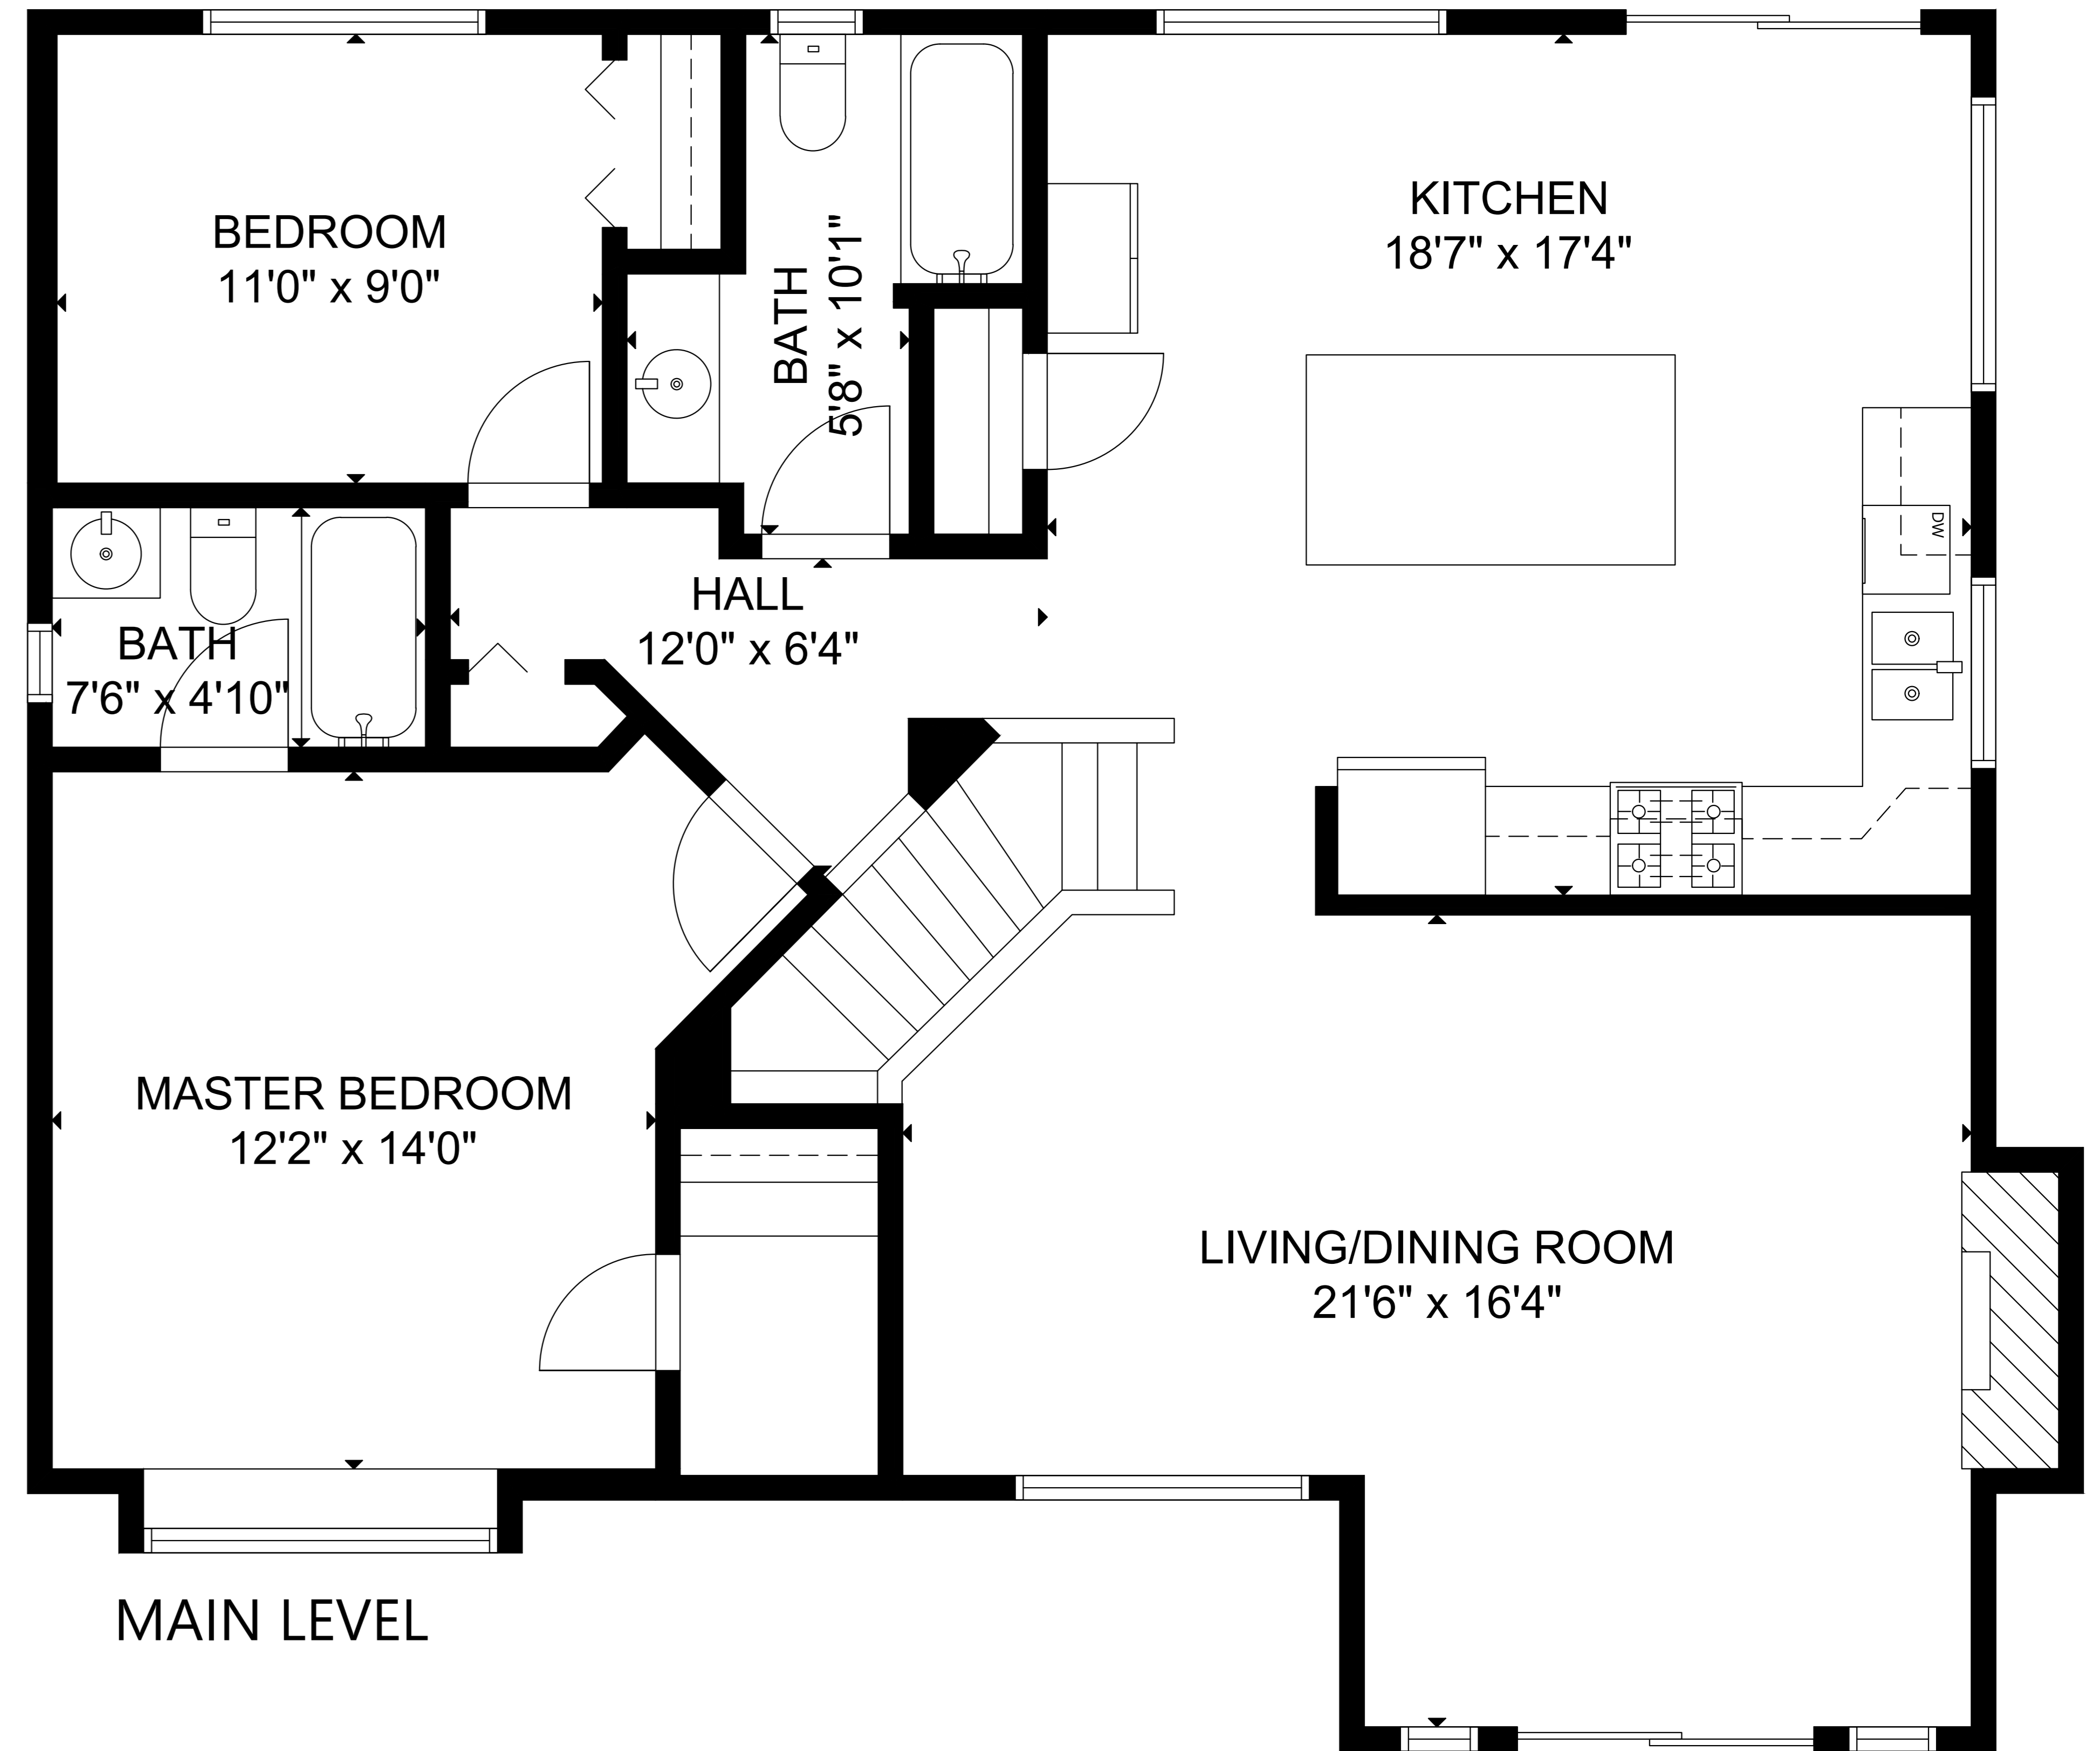 BEDROOM
11'0" x 9'0"
BATH
5'8" x 10'1"
KITCHEN
18'7" x 17'4"
DW
HALL
12'0" x 6'4"
BATH
7'6" x 4'10"
MASTER BEDROOM
12'2" x 14'0"
LIVING/DINING ROOM
21'6" x 16'4"
MAIN LEVEL